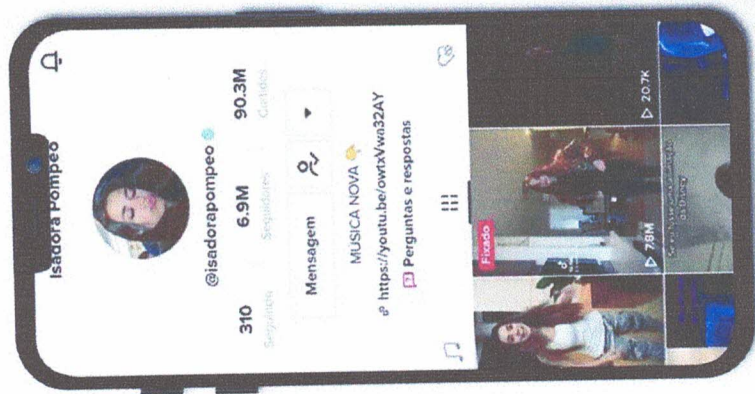 Isadora Pompeo
@isadorapompeo
310 6.9M 90.3M
Seguindo Seguidores Curtidas
Mensagem
MÚSICA NOVA
https://youtu.be/owtxVwa32AY
Perguntas e respostas
Fixado
7.8M
20.7K